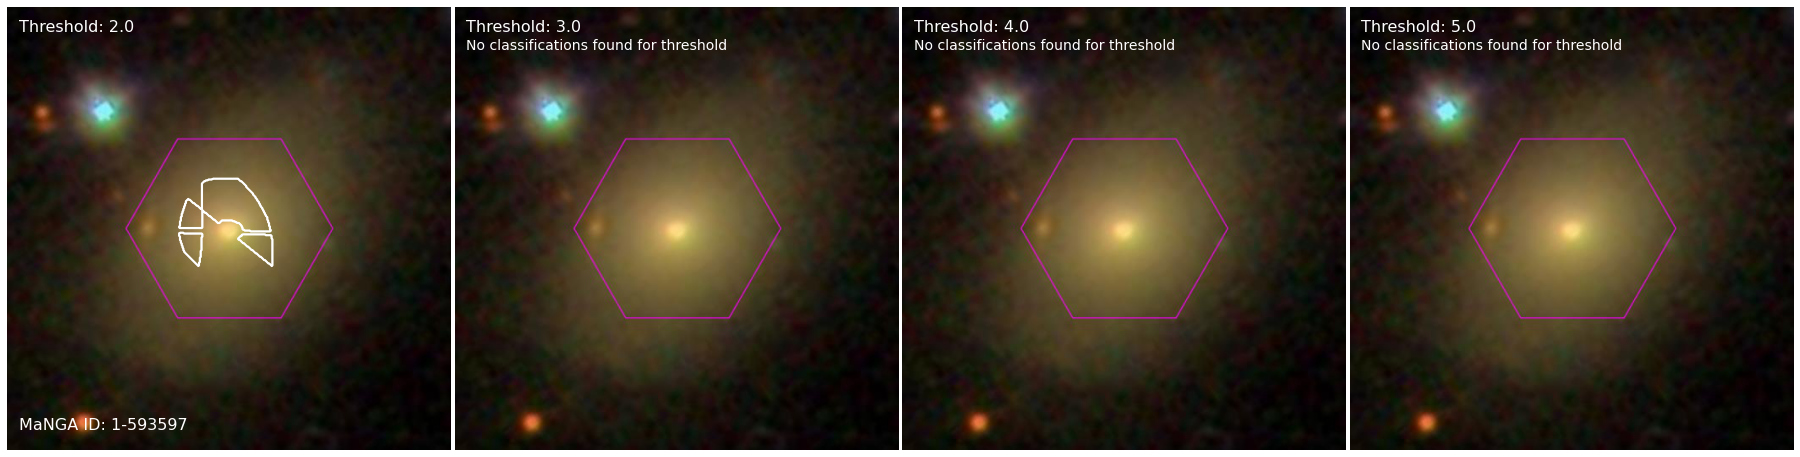 Threshold: 2.0
MaNGA ID: 1-593597
Threshold: 3.0
No classifications found for threshold
Threshold: 4.0
No classifications found for threshold
Threshold: 5.0
No classifications found for threshold